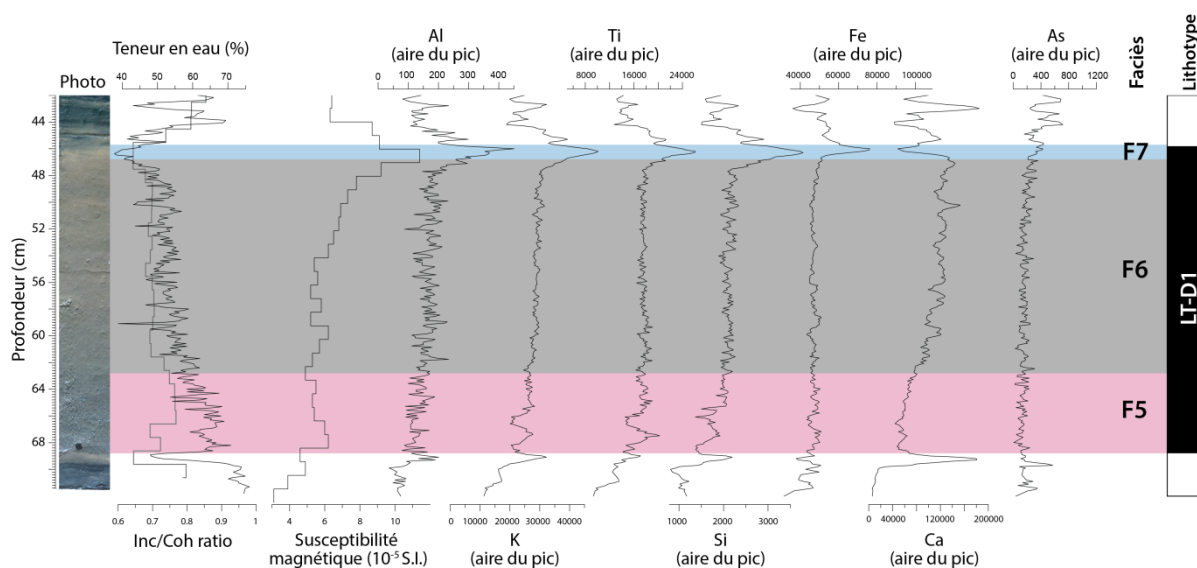 Teneur en eau (%)
Al
(aire du pic)
Ti
(aire du pic)
Fe
(aire du pic)
As
(aire du pic)
Faciès
Lithotype
Photo
40 50 60 70
0 100 200 300 400
8000 16000 24000
40000 60000 80000 100000
0 400 800 1200
Profondeur (cm)
44
48
52
56
60
64
68
F7
F6
F5
LT-D1
0.6 0.7 0.8 0.9 1
4 6 8 10
0 10000 20000 30000 40000
1000 2000 3000
0 40000 120000 200000
Inc/Coh ratio
Susceptibilité
magnétique (10⁻⁵ S.I.)
K
(aire du pic)
Si
(aire du pic)
Ca
(aire du pic)